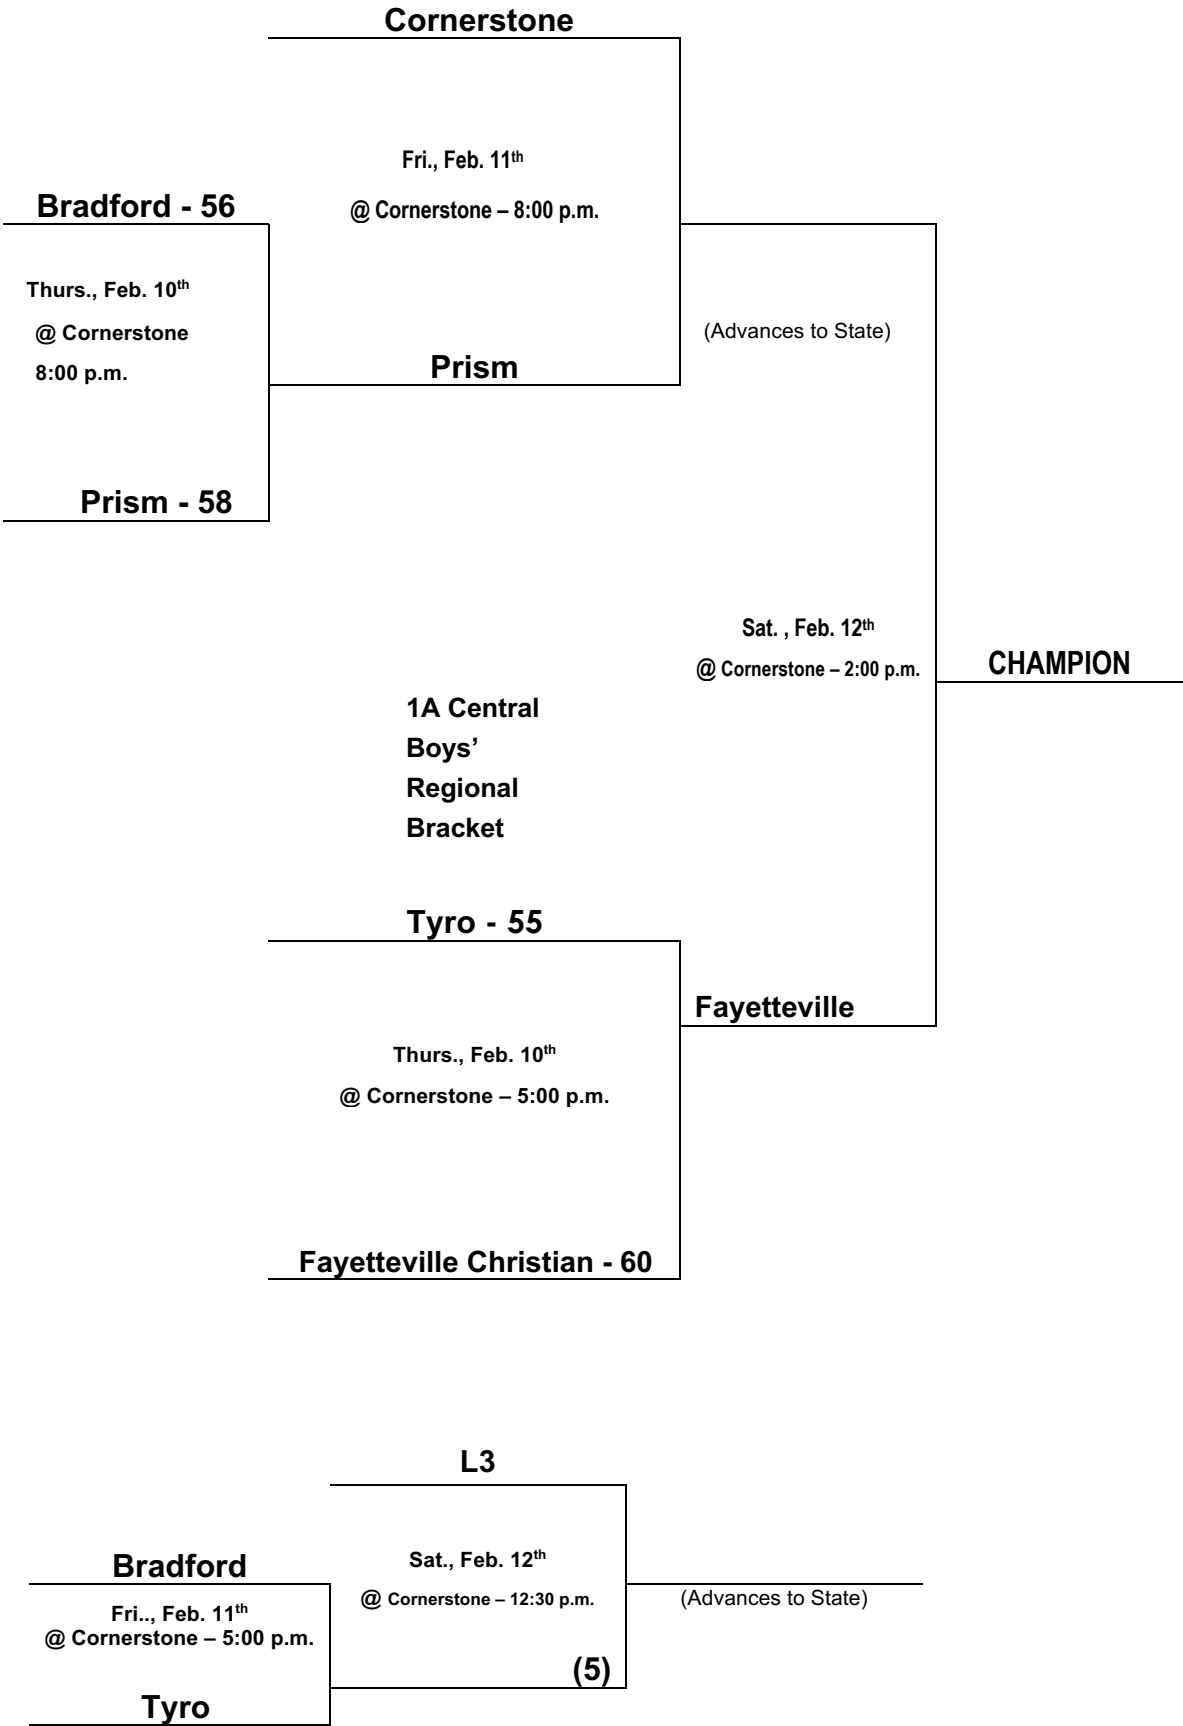 Cornerstone
Fri., Feb. 11th
@ Cornerstone – 8:00 p.m.
Bradford - 56
Thurs., Feb. 10th
@ Cornerstone
8:00 p.m.
(Advances to State)
Prism
Prism - 58
Sat. , Feb. 12th
@ Cornerstone – 2:00 p.m.
CHAMPION
1A Central
Boys’
Regional
Bracket
Tyro - 55
Fayetteville
Thurs., Feb. 10th
@ Cornerstone – 5:00 p.m.
Fayetteville Christian - 60
L3
Sat., Feb. 12th
@ Cornerstone – 12:30 p.m.
Bradford
Fri.., Feb. 11th
@ Cornerstone – 5:00 p.m.
(Advances to State)
(5)
Tyro